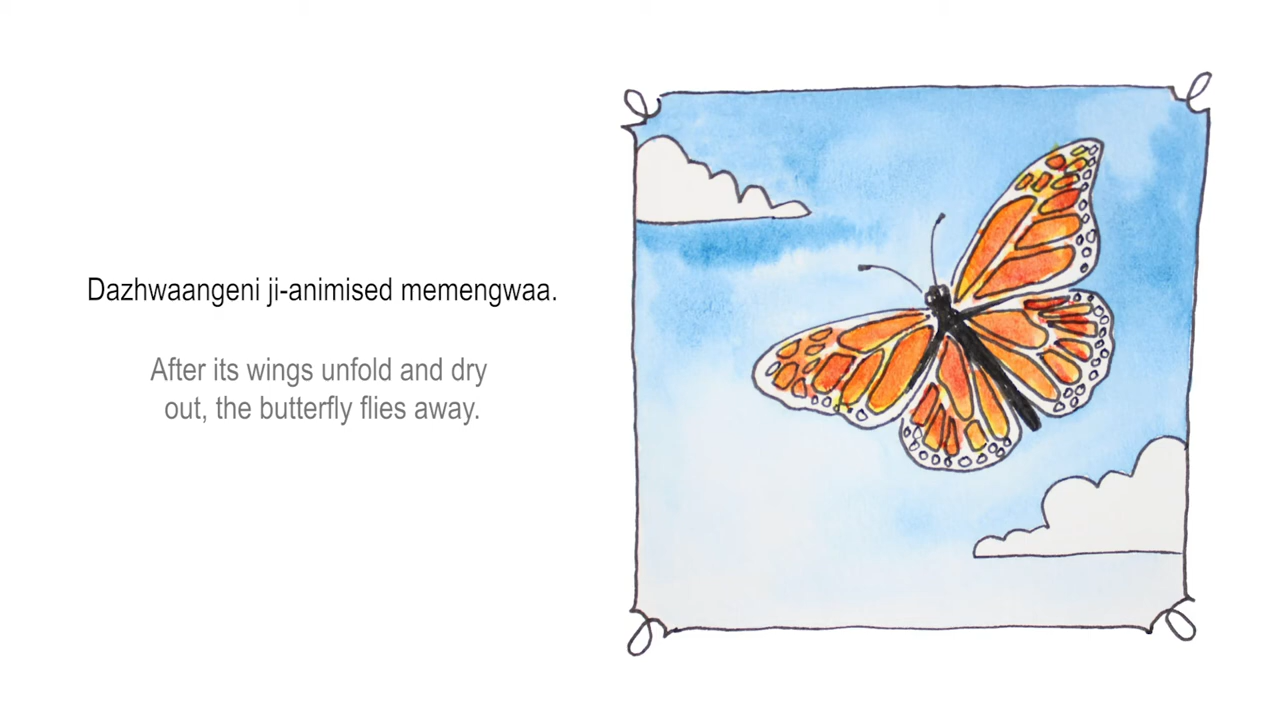 Dazhwaangeni ji-animised memengwaa.
After its wings unfold and dry
out, the butterfly flies away.